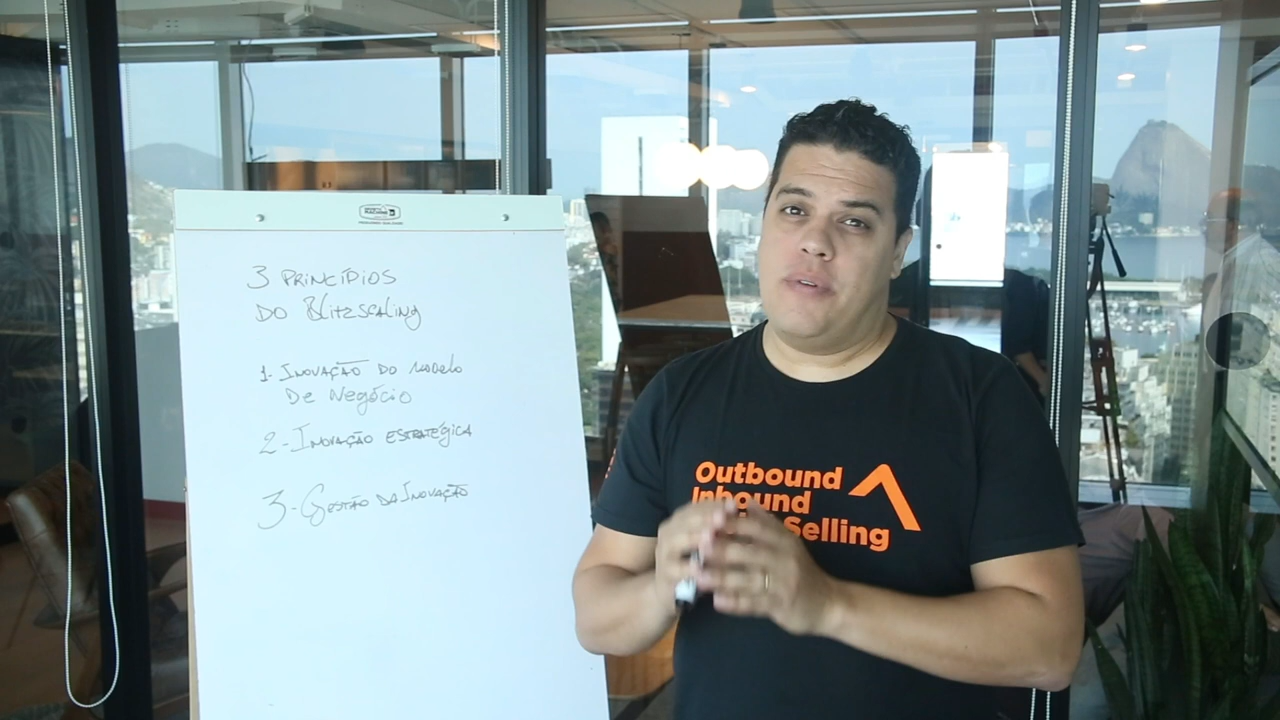 3 PRINCÍPIOS
DO Blitzscaling
1. INOVAÇÃO DO MODELO
DE NEGÓCIO
2-INOVAÇÃO ESTRATÉGICA
3-GESTÃO DA INOVAÇÃO
Outbound
Inbound
Selling